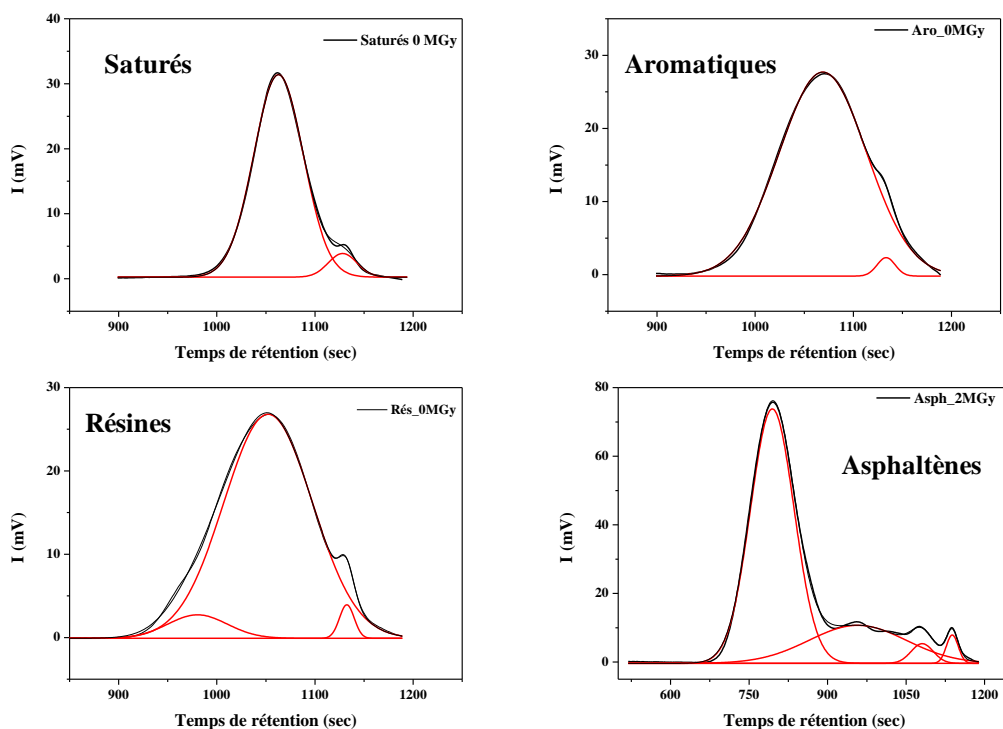 Saturés 0 MGy
Saturés
40
30
20
10
0
I (mV)
900 1000 1100 1200
Temps de rétention (sec)
Aro_0MGy
Aromatiques
30
20
10
0
I (mV)
900 1000 1100 1200
Temps de rétention (sec)
Rés_0MGy
Résines
30
20
10
0
I (mV)
900 1000 1100 1200
Temps de rétention (sec)
Asph_2MGy
Asphaltènes
80
60
40
20
0
I (mV)
600 750 900 1050 1200
Temps de rétention (sec)